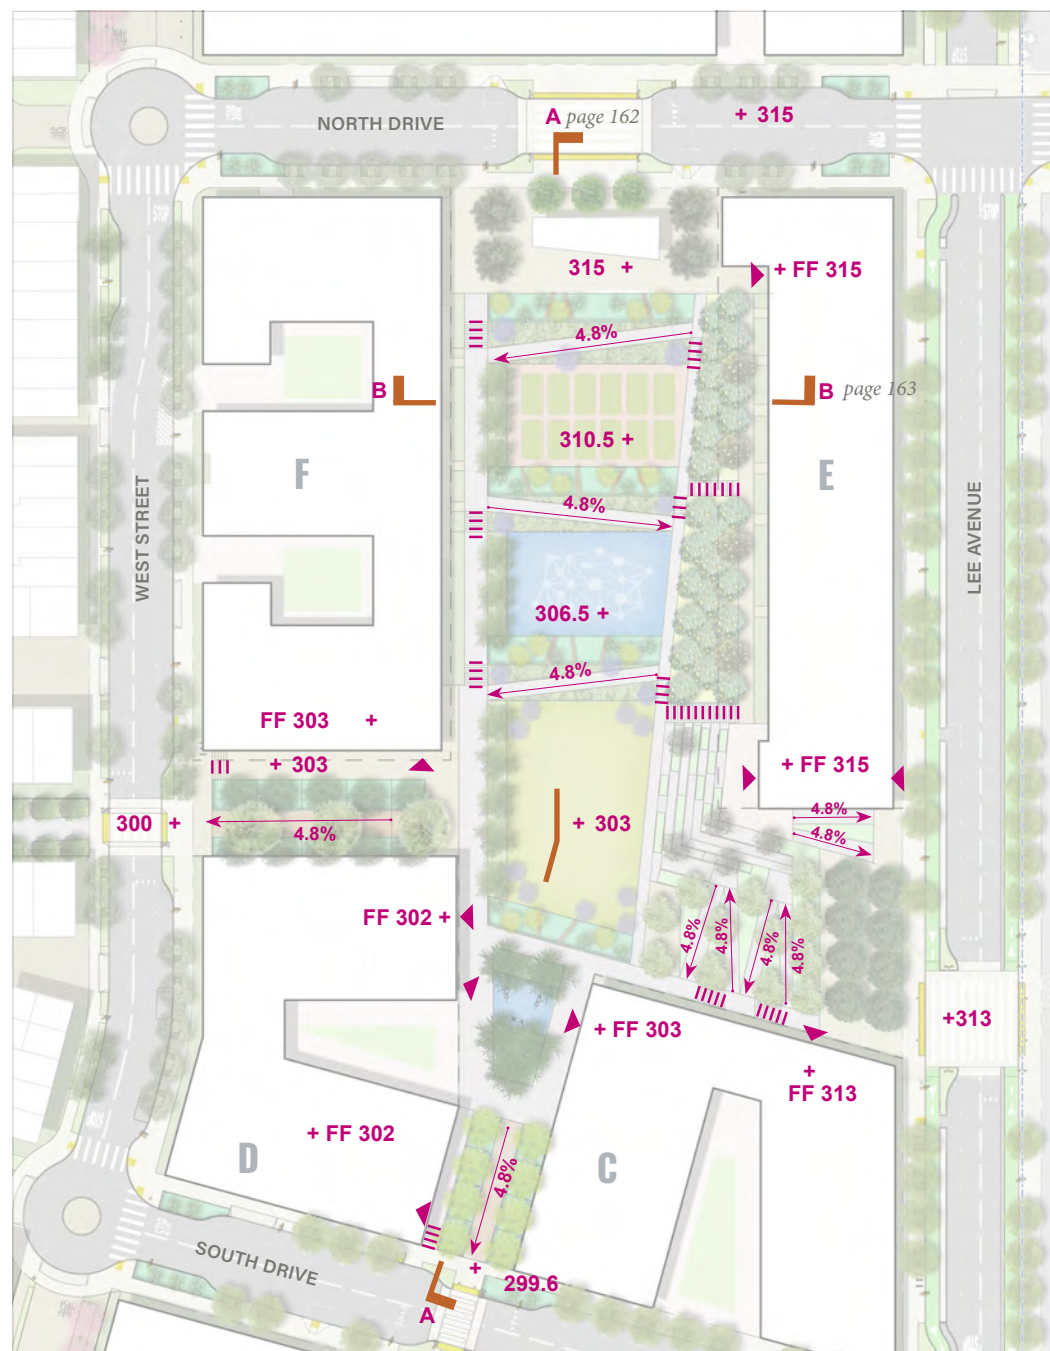 NORTH DRIVE
A page 162
+ 315
STOP
STOP
315 +
+ FF 315
4.8%
B
B page 163
310.5 +
F
E
4.8%
WEST STREET
LEE AVENUE
306.5 +
4.8%
FF 303 +
+ 303
+ FF 315
300 +
4.8%
+ 303
4.8%
4.8%
FF 302 +
4.8%
4.8%
4.8%
4.8%
+313
+ FF 303
+
FF 313
+ FF 302
D
C
4.8%
SOUTH DRIVE
+
299.6
A